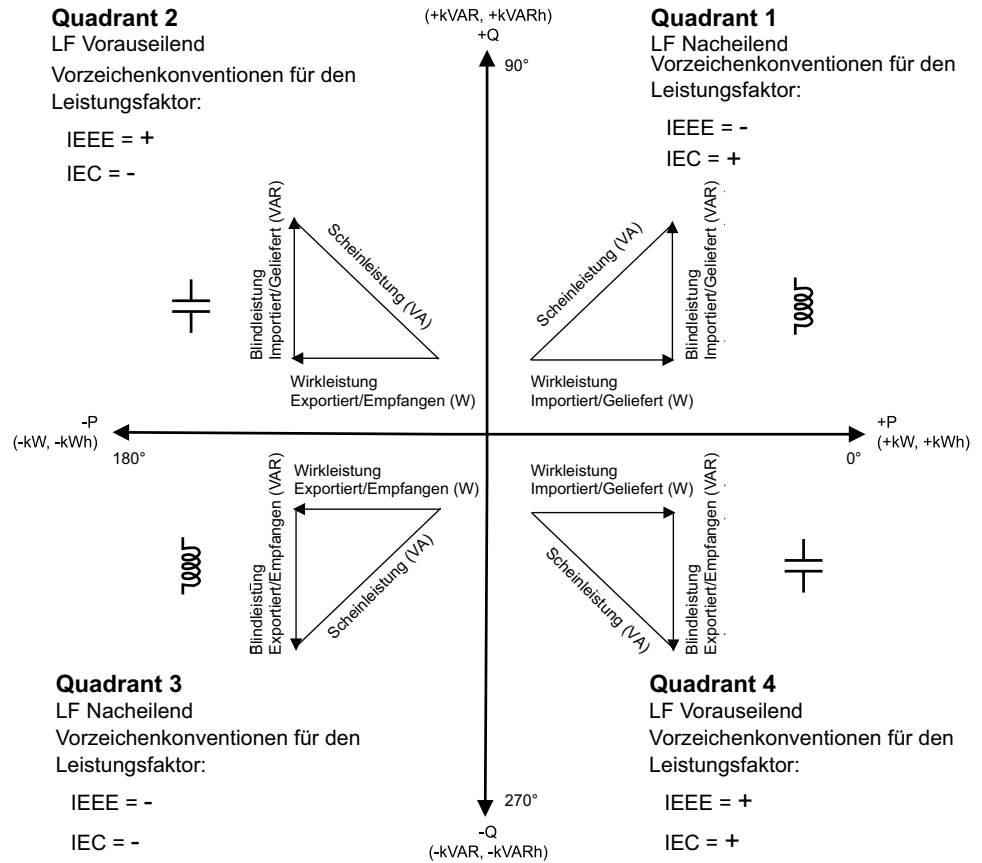 Quadrant 2
LF Vorauseilend
Vorzeichenkonventionen für den
Leistungsfaktor:
IEEE = +
IEC = -
(+kVAR, +kVARh)
+Q
90°
Quadrant 1
LF Nacheilend
Vorzeichenkonventionen für den
Leistungsfaktor:
IEEE = -
IEC = +
Blindleistung
Importiert/Geliefert (VAR)
Scheinleistung (VA)
Wirkleistung
Exportiert/Empfangen (W)
Scheinleistung (VA)
Blindleistung
Importiert/Geliefert (VAR)
Wirkleistung
Importiert/Geliefert (W)
-P
(-kW, -kWh)
180°
+P
(+kW, +kWh)
0°
Wirkleistung
Exportiert/Empfangen (W)
Blindleistung
Exportiert/Empfangen (VAR)
Scheinleistung (VA)
Wirkleistung
Importiert/Geliefert (W)
Scheinleistung (VA)
Blindleistung
Exportiert/Empfangen (VAR)
Quadrant 3
LF Nacheilend
Vorzeichenkonventionen für den
Leistungsfaktor:
IEEE = -
IEC = -
270°
-Q
(-kVAR, -kVARh)
Quadrant 4
LF Vorauseilend
Vorzeichenkonventionen für den
Leistungsfaktor:
IEEE = +
IEC = +